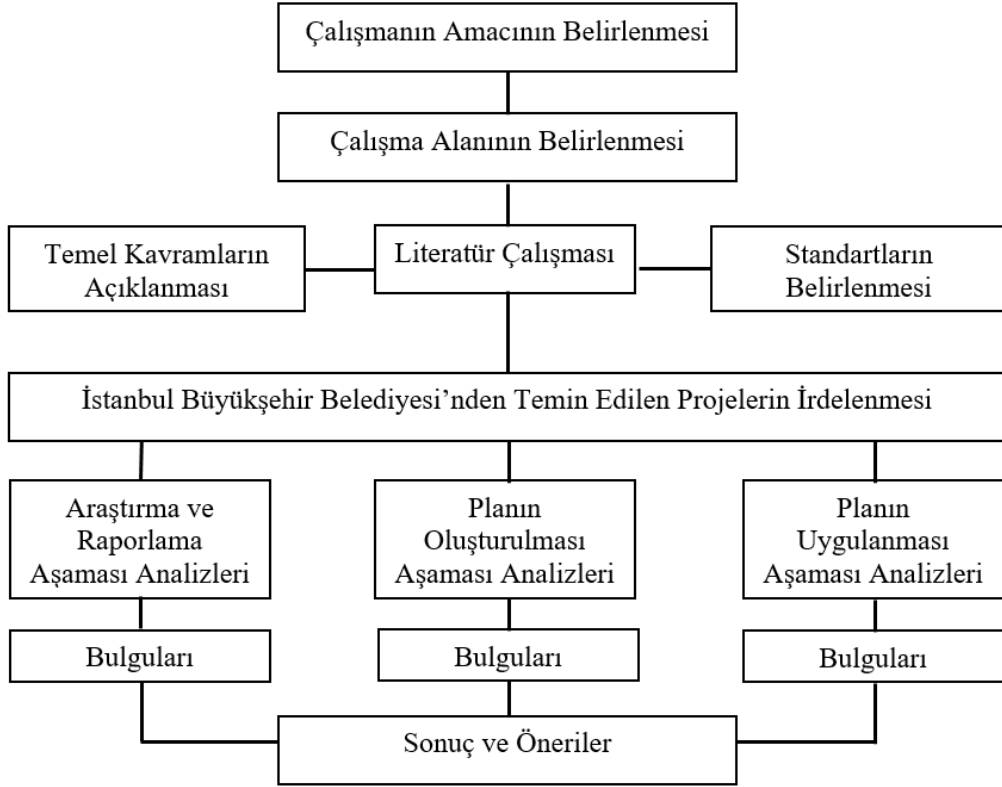 Çalışmanın Amacının Belirlenmesi
Çalışma Alanının Belirlenmesi
Temel Kavramların
Açıklanması
Literatür Çalışması
Standartların
Belirlenmesi
İstanbul Büyükşehir Belediyesi’nden Temin Edilen Projelerin İrdelenmesi
Araştırma ve
Raporlama
Aşaması Analizleri
Planın
Oluşturulması
Aşaması Analizleri
Planın
Uygulanması
Aşaması Analizleri
Bulguları
Bulguları
Bulguları
Sonuç ve Öneriler